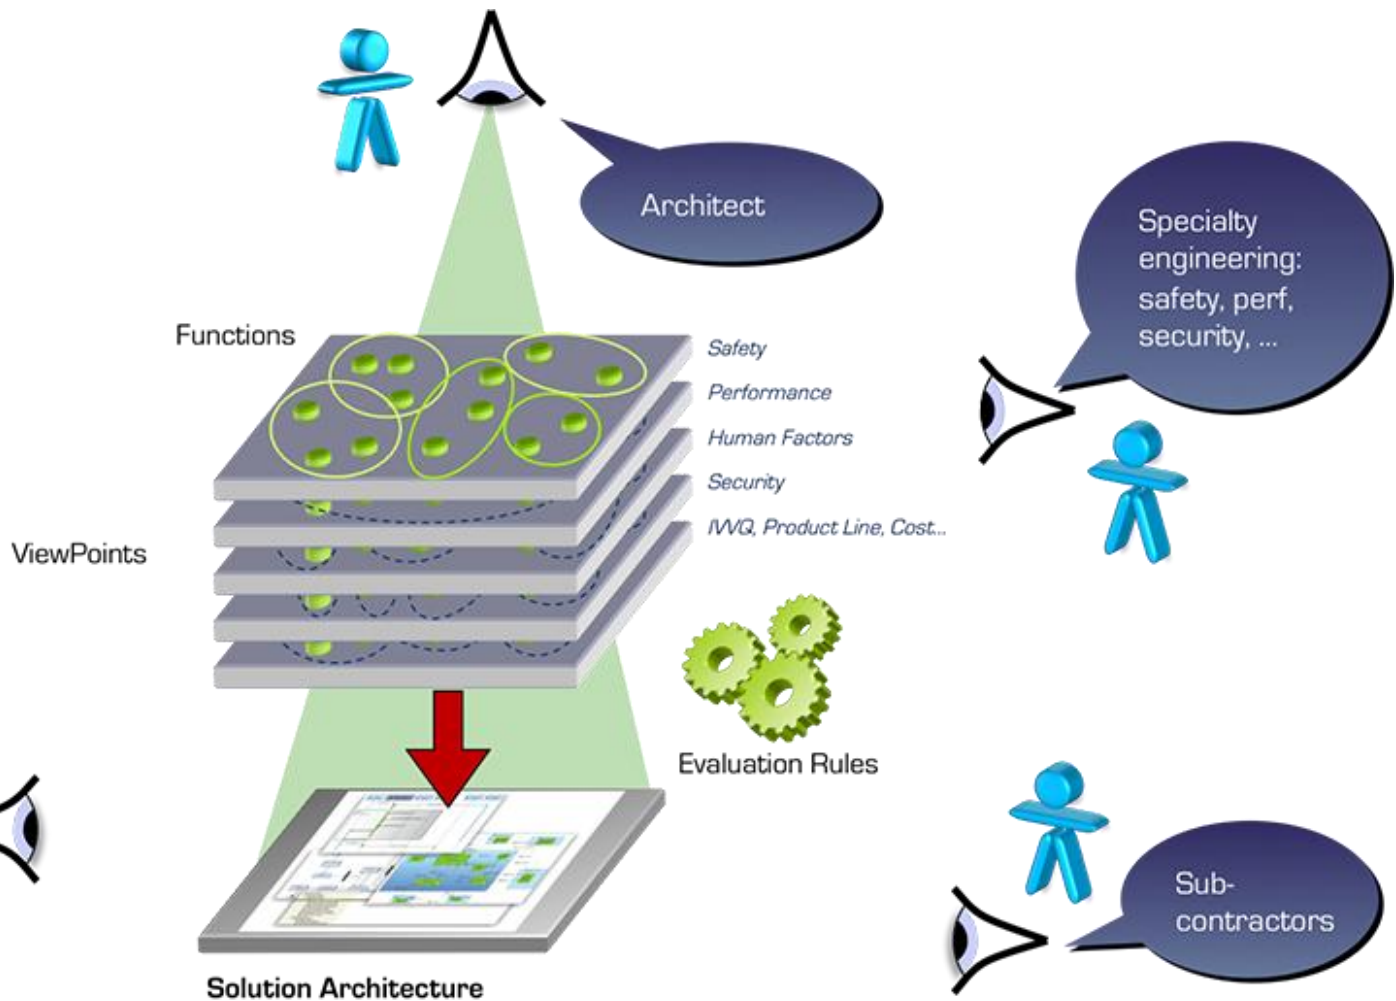 Architect
Specialty
engineering:
safety, perf,
security, ...
Functions
Safety
Performance
Human Factors
Security
IVVQ, Product Line, Cost...
ViewPoints
Evaluation Rules
Sub-
contractors
Solution Architecture